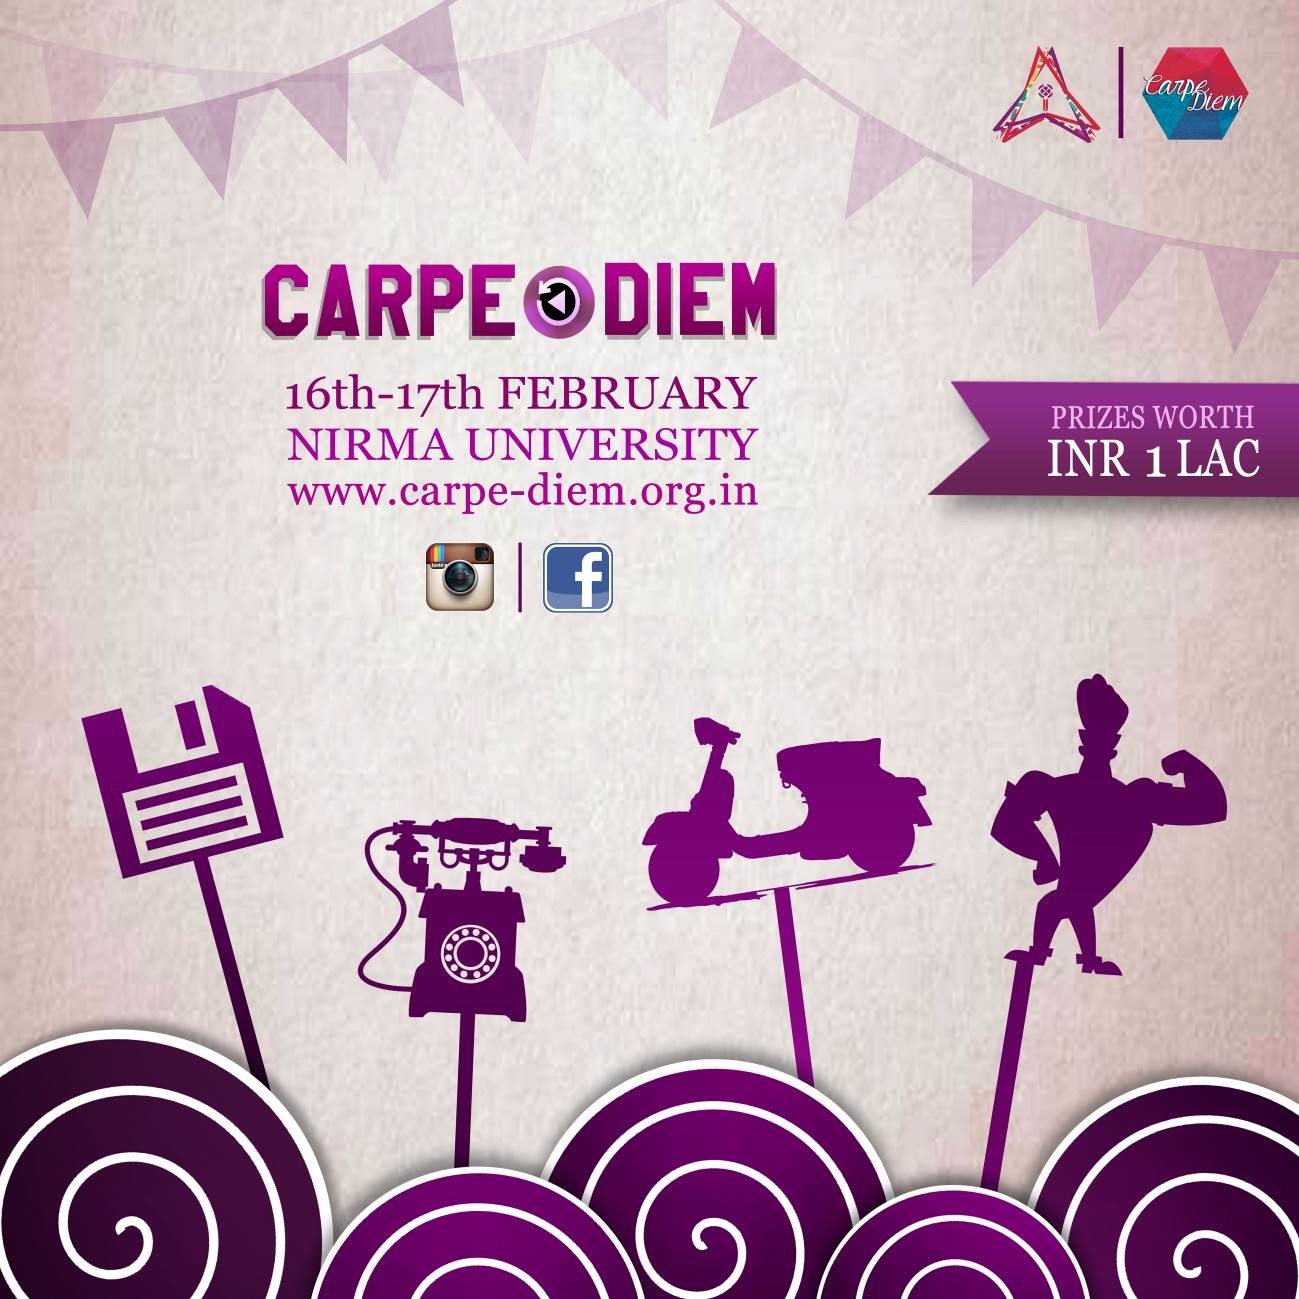 Carpe
Diem
CARPE DIEM
16th-17th FEBRUARY
NIRMA UNIVERSITY
www.carpe-diem.org.in
PRIZES WORTH
INR 1 LAC